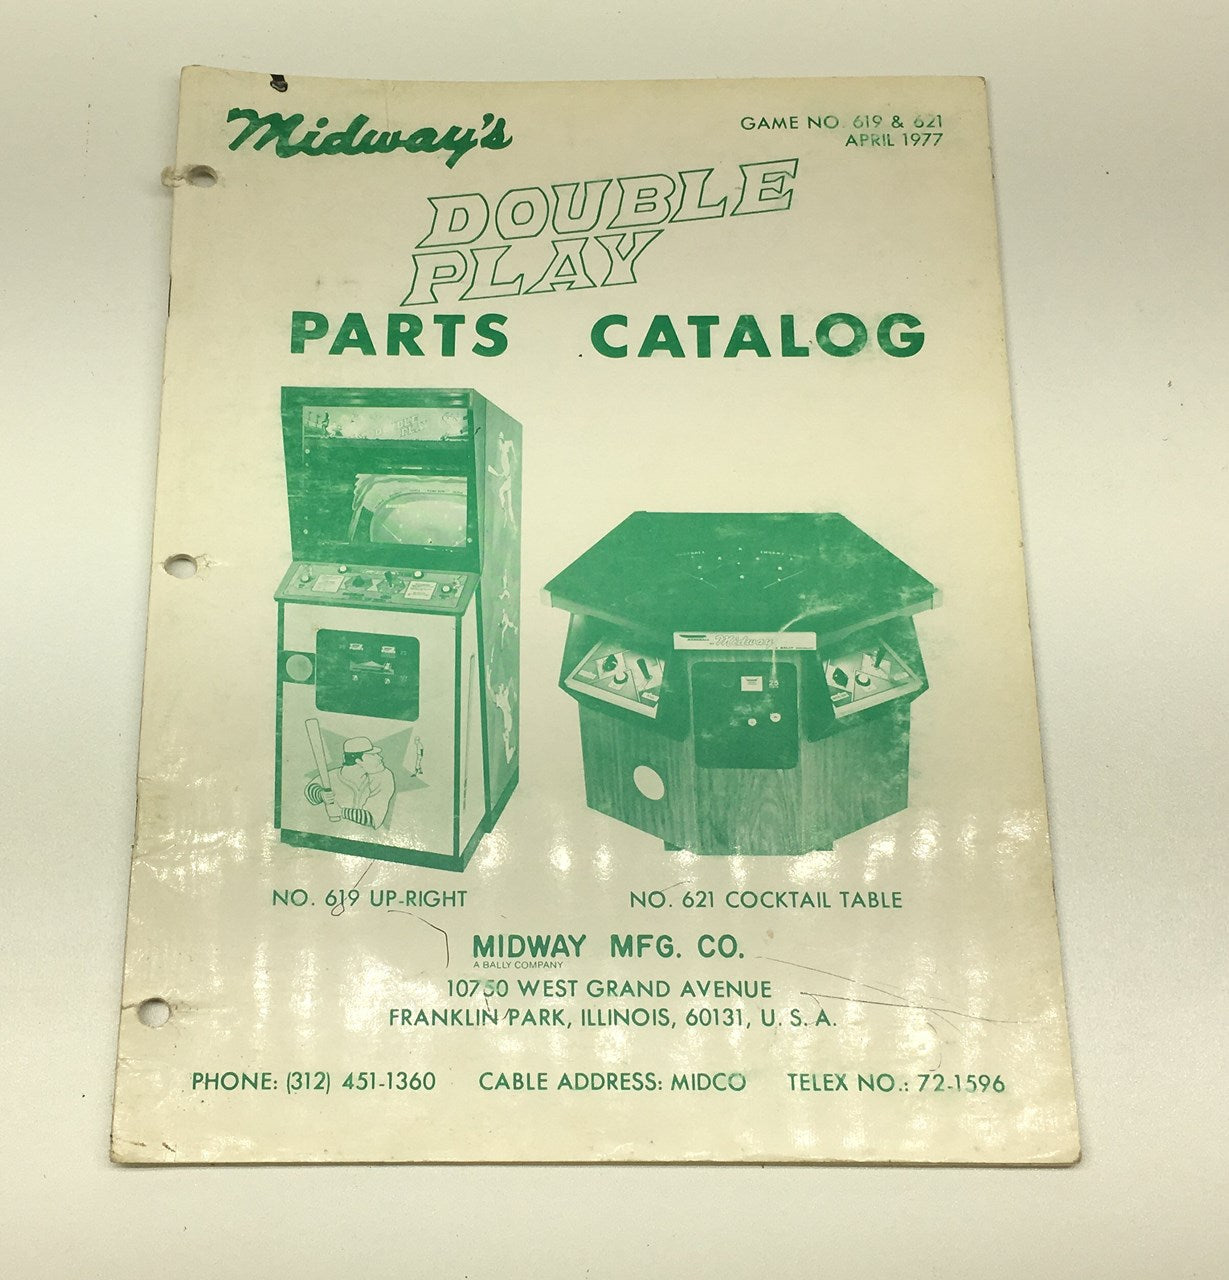 Midway's
GAME NO. 619 & 621
APRIL 1977
DOUBLE
PLAY
PARTS CATALOG
Midway
25
NO. 619 UP-RIGHT
NO. 621 COCKTAIL TABLE
MIDWAY MFG. CO.
A BALLY COMPANY
10750 WEST GRAND AVENUE
FRANKLIN PARK, ILLINOIS, 60131, U. S. A.
PHONE: (312) 451-1360 CABLE ADDRESS: MIDCO TELEX NO.: 72-1596